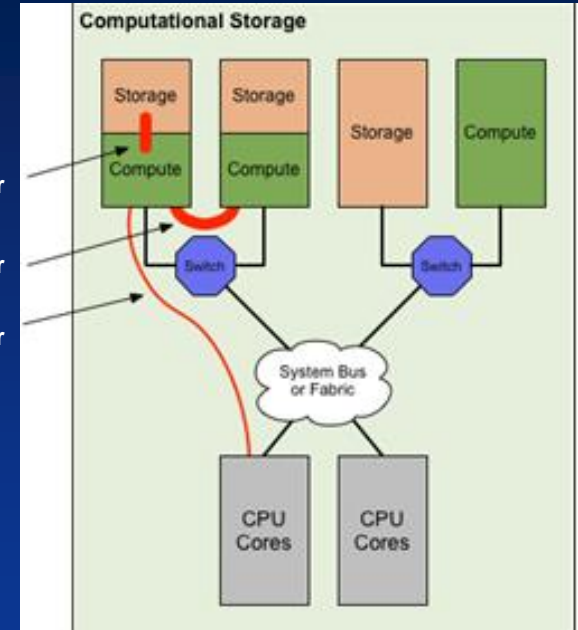 Computational Storage
Storage
Storage
Storage
Compute
Compute
Compute
Switch
Switch
System Bus
or Fabric
CPU
Cores
CPU
Cores